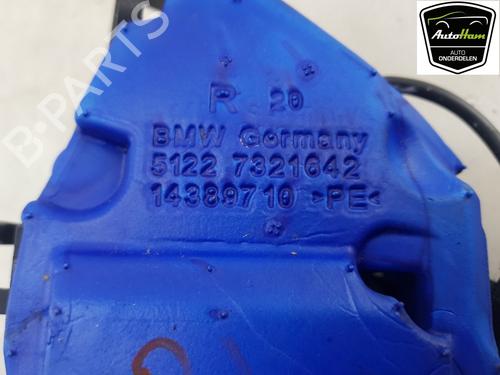 AutoHam
AUTO
ONDERDELEN
B-PARTS
R 20
BMW Germany
5122 7321642
14389710 >PE<